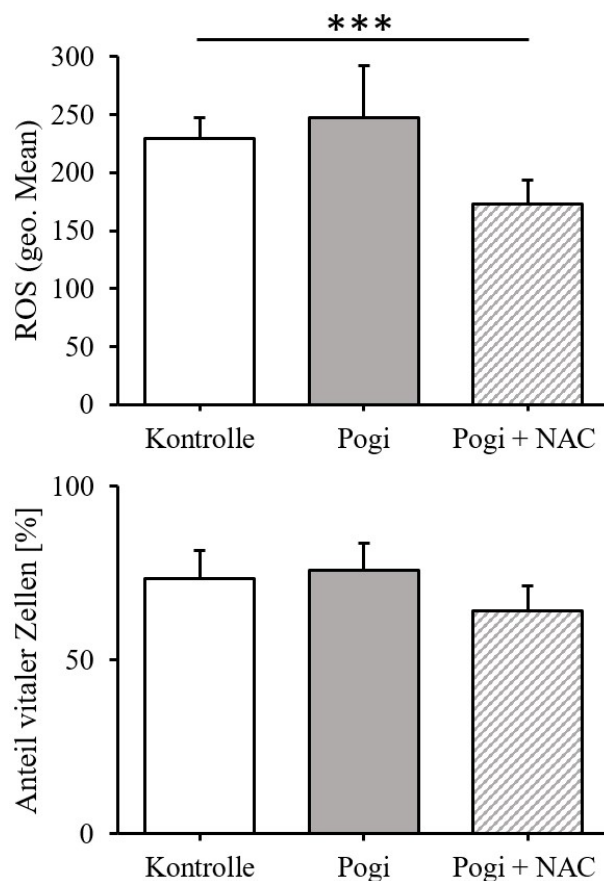 ***
ROS (geo. Mean)
300
250
200
150
100
50
0
Kontrolle Pogi Pogi + NAC
Anteil vitaler Zellen [%]
100
50
0
Kontrolle Pogi Pogi + NAC